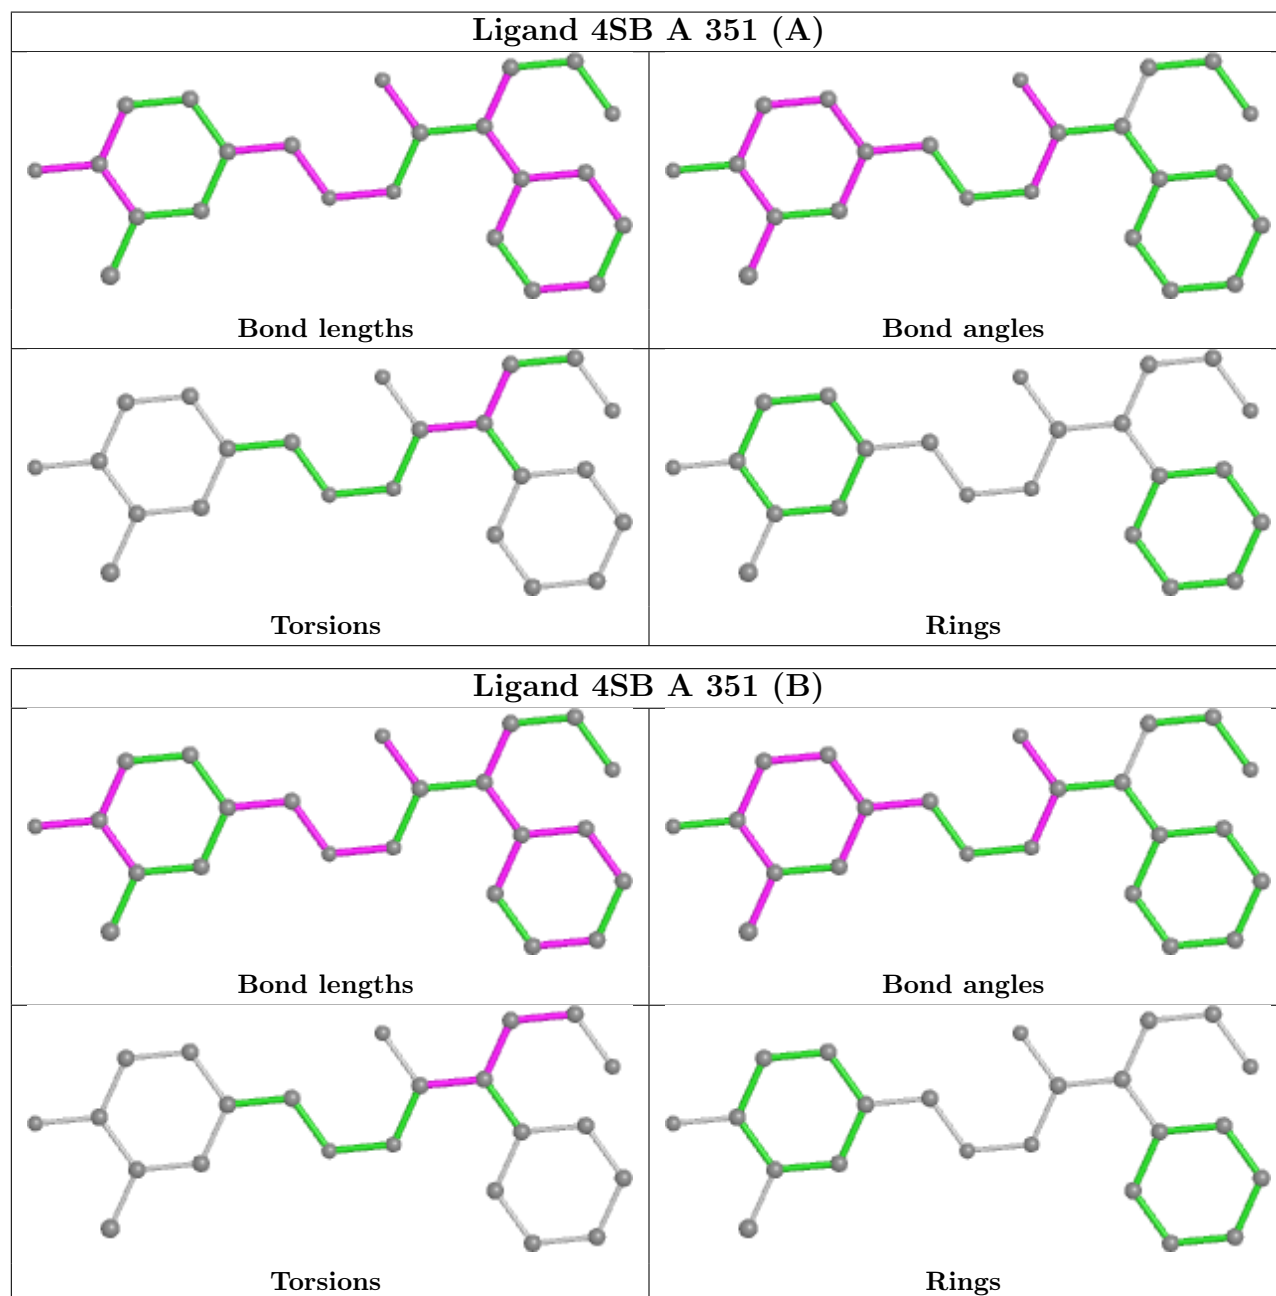 Ligand 4SB A 351 (A)
Bond lengths
Bond angles
Torsions
Rings
Ligand 4SB A 351 (B)
Bond lengths
Bond angles
Torsions
Rings